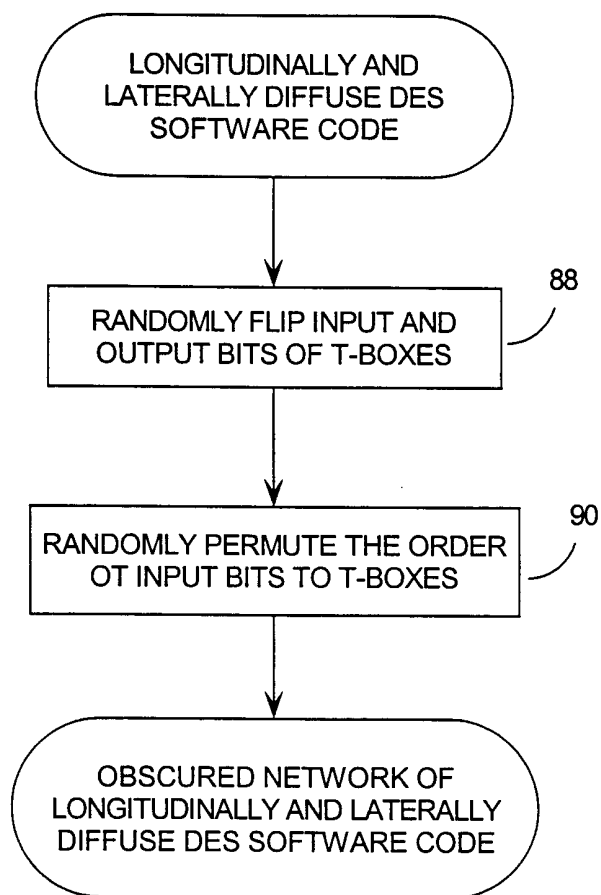 LONGITUDINALLY AND
LATERALLY DIFFUSE DES
SOFTWARE CODE
88
RANDOMLY FLIP INPUT AND
OUTPUT BITS OF T-BOXES
90
RANDOMLY PERMUTE THE ORDER
OT INPUT BITS TO T-BOXES
OBSCURED NETWORK OF
LONGITUDINALLY AND LATERALLY
DIFFUSE DES SOFTWARE CODE